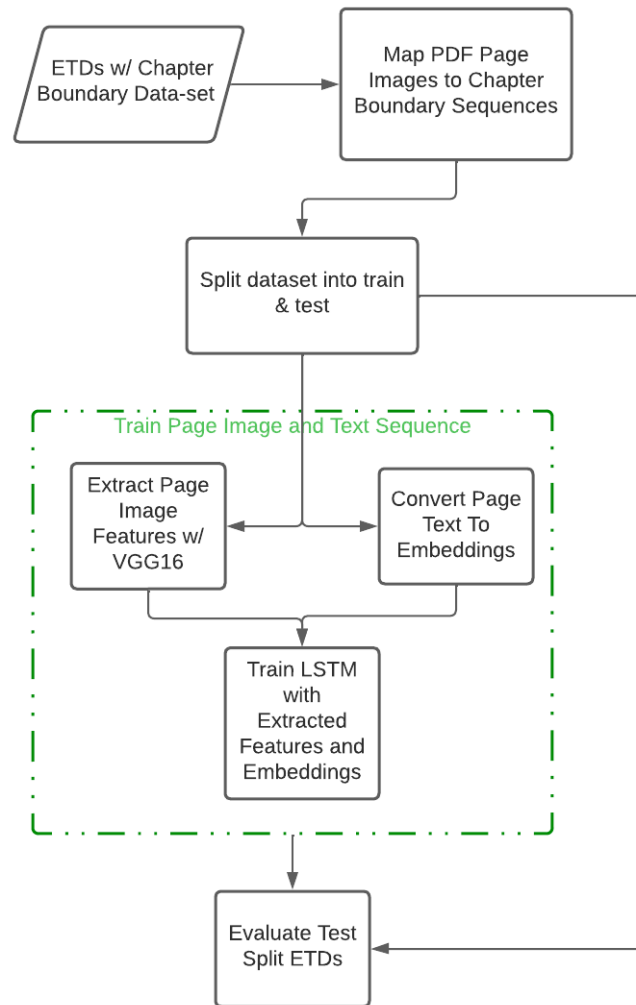 ETDs w/ Chapter
Boundary Data-set
Map PDF Page
Images to Chapter
Boundary Sequences
Split dataset into train
& test
Train Page Image and Text Sequence
Extract Page
Image
Features w/
VGG16
Convert Page
Text To
Embeddings
Train LSTM
with
Extracted
Features and
Embeddings
Evaluate Test
Split ETDs